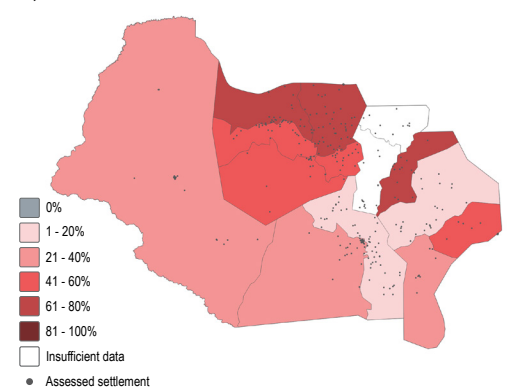 0%
1 - 20%
21 - 40%
41 - 60%
61 - 80%
81 - 100%
Insufficient data
Assessed settlement